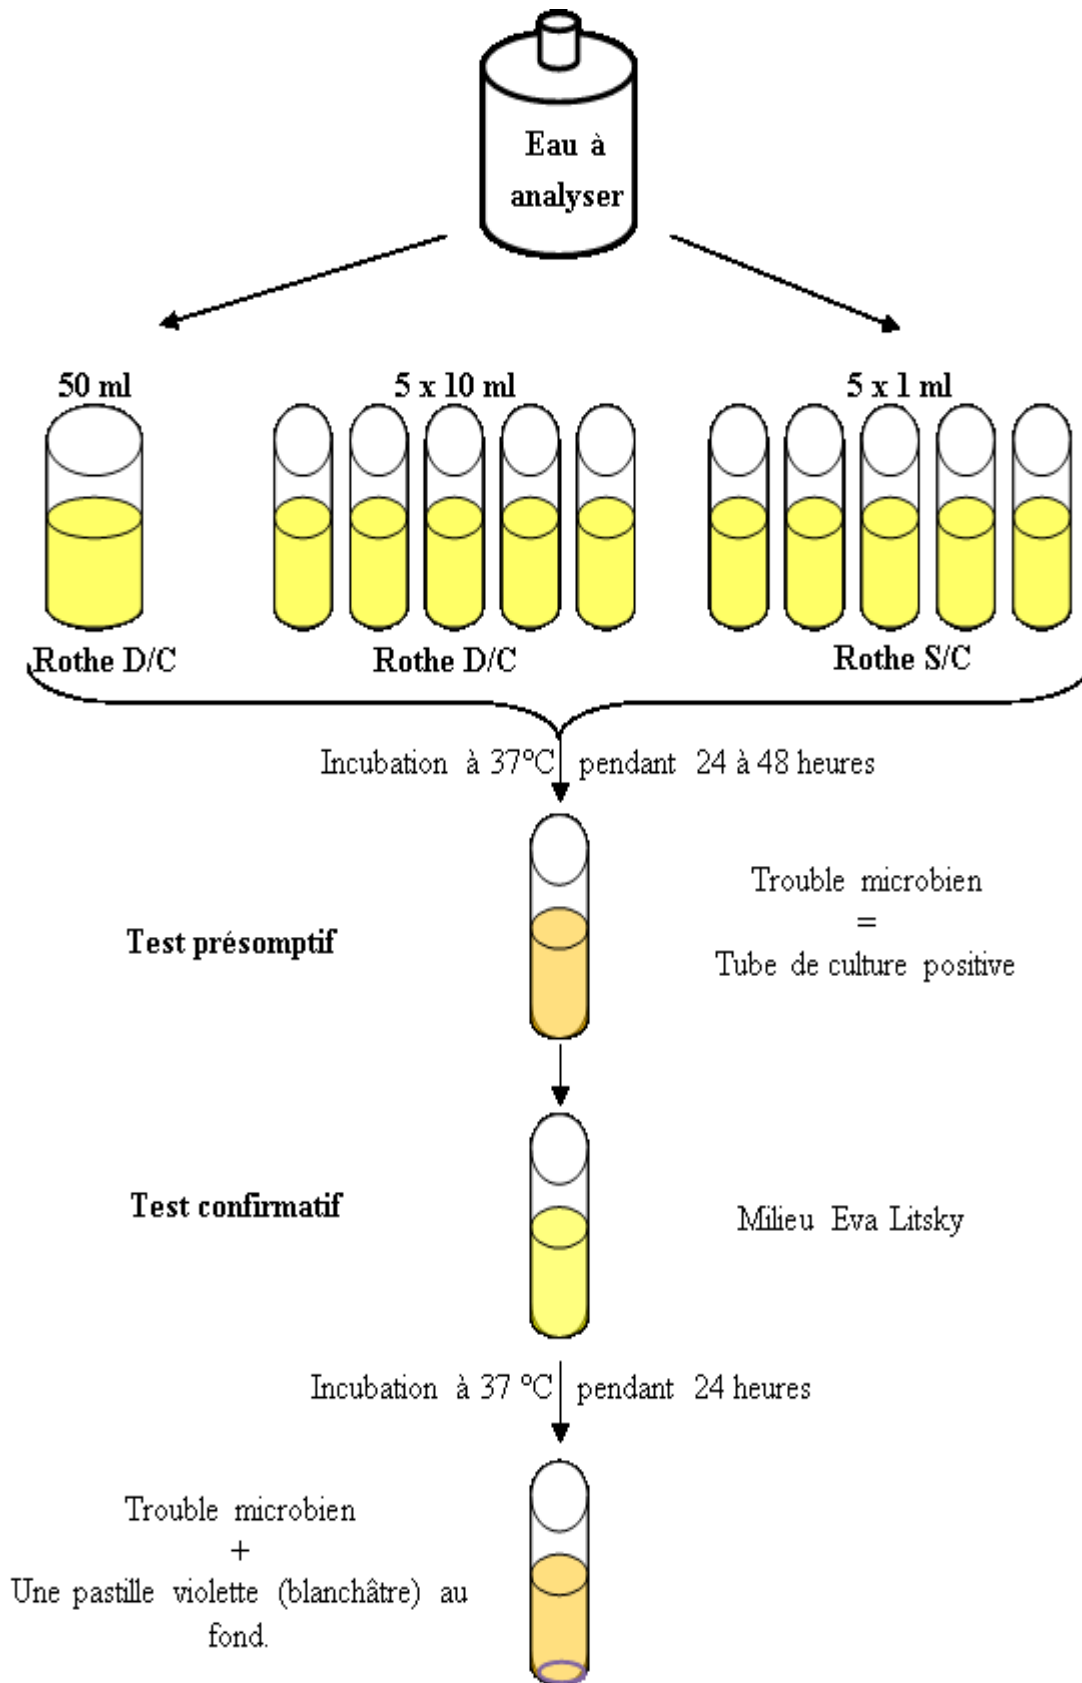 Eau à
analyser
50 ml
5 x 10 ml
5 x 1 ml
Rothe D/C
Rothe D/C
Rothe S/C
Incubation à 37°C pendant 24 à 48 heures
Test présomptif
Trouble microbien
=
Tube de culture positive
Test confirmatif
Milieu Eva Litsky
Incubation à 37 °C pendant 24 heures
Trouble microbien
+
Une pastille violette (blanchâtre) au
fond.